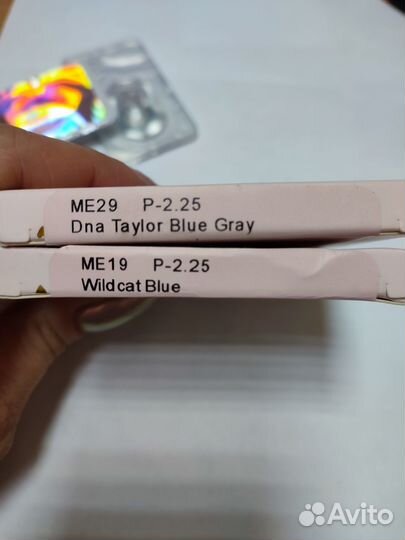 ME29 P-2.25
Dna Taylor Blue Gray
ME19 P-2.25
Wildcat Blue
Avito